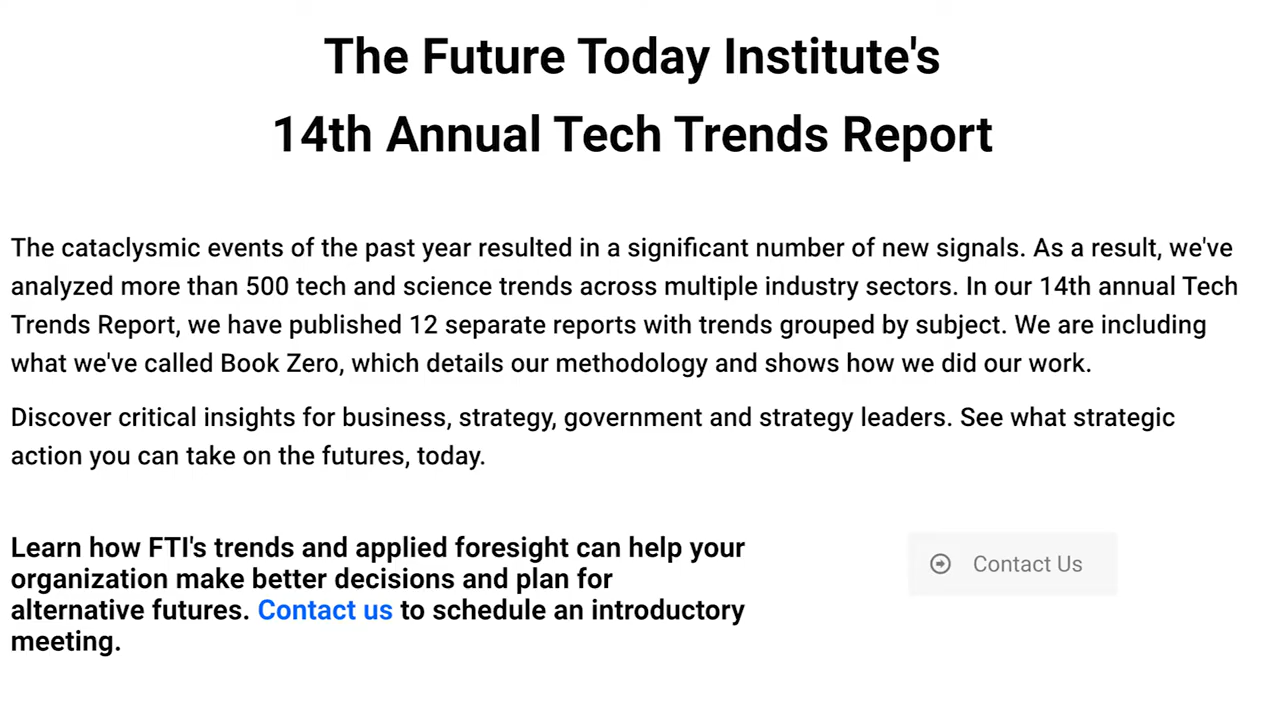 The Future Today Institute's
14th Annual Tech Trends Report
The cataclysmic events of the past year resulted in a significant number of new signals. As a result, we've
analyzed more than 500 tech and science trends across multiple industry sectors. In our 14th annual Tech
Trends Report, we have published 12 separate reports with trends grouped by subject. We are including
what we've called Book Zero, which details our methodology and shows how we did our work.
Discover critical insights for business, strategy, government and strategy leaders. See what strategic
action you can take on the futures, today.
Learn how FTI's trends and applied foresight can help your
organization make better decisions and plan for
alternative futures. Contact us to schedule an introductory
meeting.
Contact Us